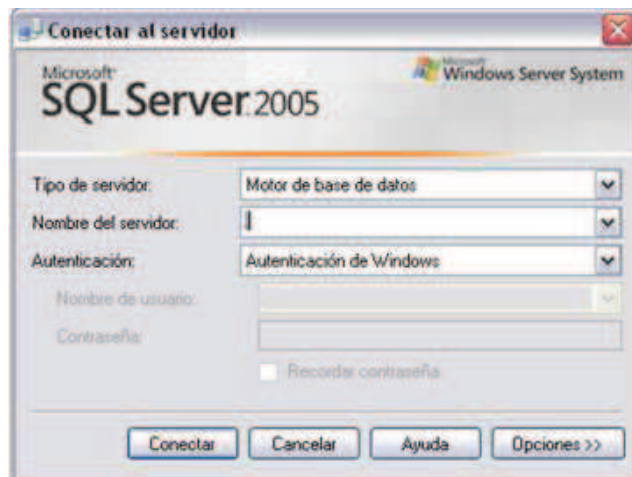 Conectar al servidor
Microsoft
SQL Server 2005
Microsoft
Windows Server System
Tipo de servidor: Motor de base de datos
Nombre del servidor:
Autenticación: Autenticación de Windows
Nombre de usuario:
Contraseña:
Recordar contraseña
Conectar Cancelar Ayuda Opciones >>